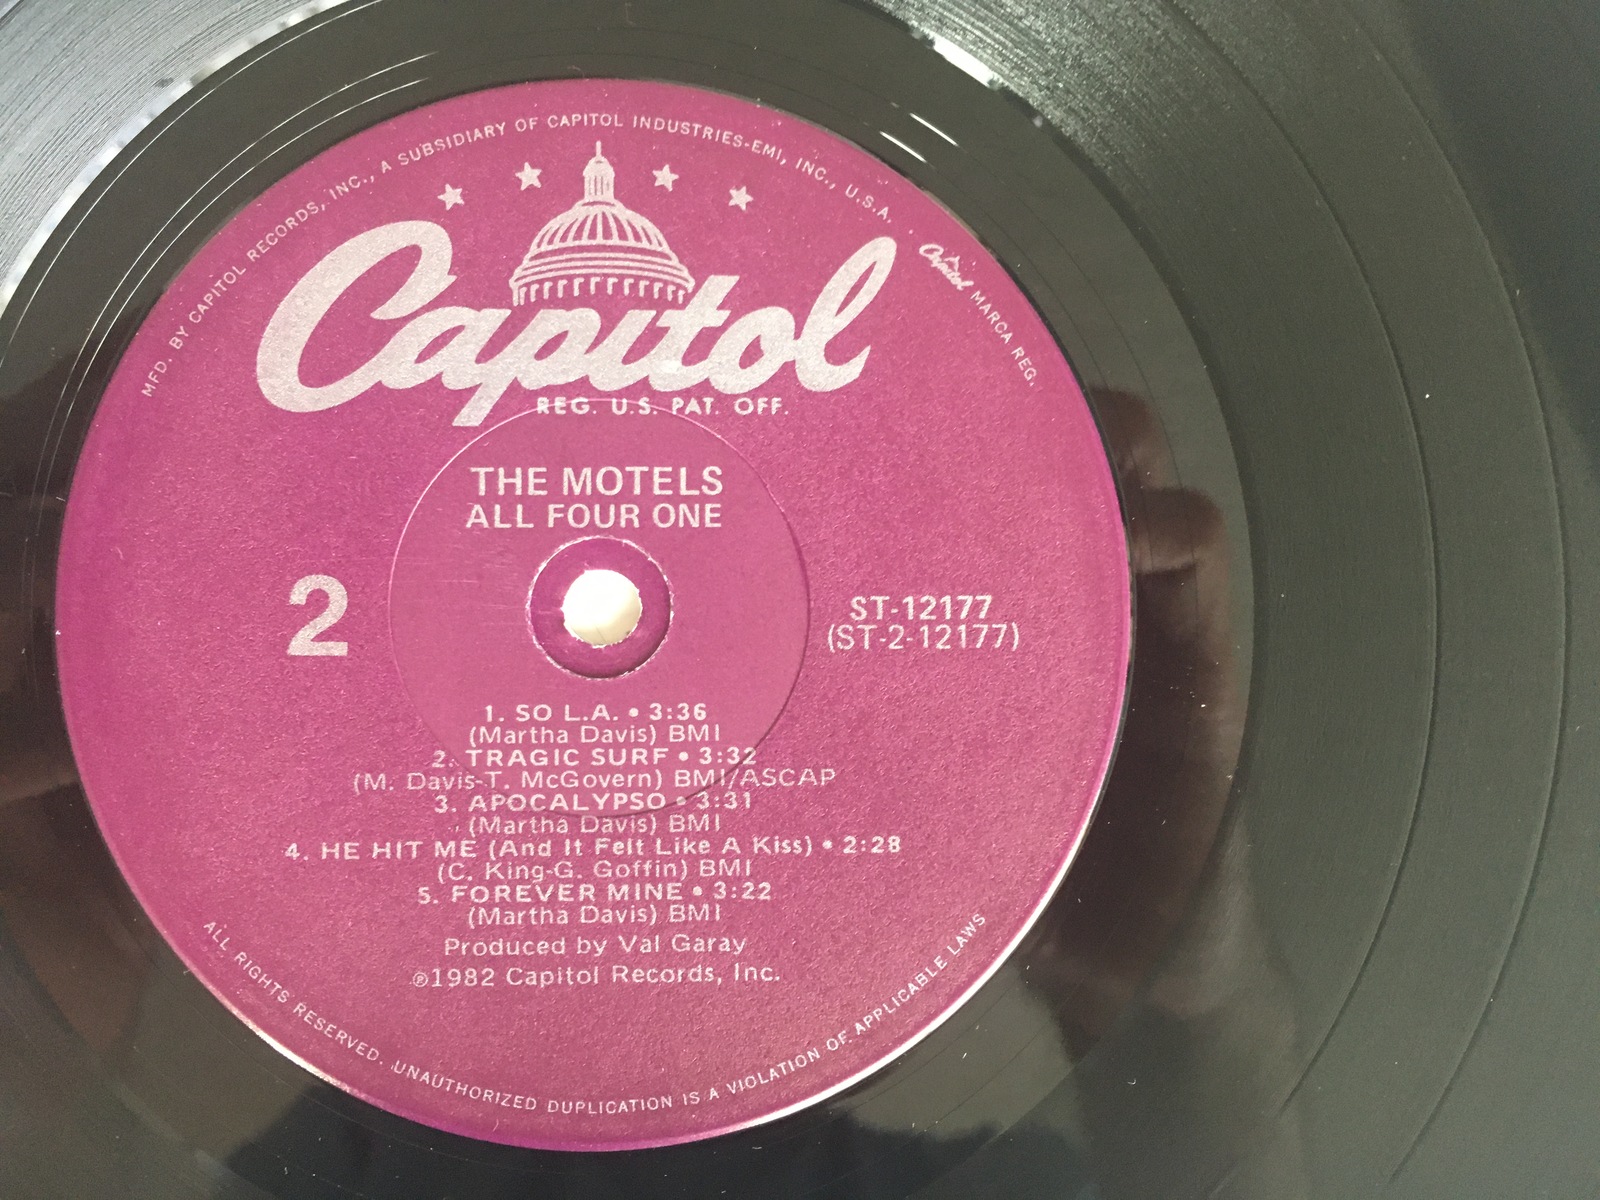 MFD. BY CAPITOL RECORDS, INC., A SUBSIDIARY OF CAPITOL INDUSTRIES-EMI, INC., U.S.A. . Capitol MARCA REG.
Capitol
REG. U.S. PAT. OFF.
THE MOTELS
ALL FOUR ONE
2
ST-12177
(ST-2-12177)
1. SO L.A. • 3:36
(Martha Davis) BMI
2. TRAGIC SURF • 3:32
(M. Davis-T. McGovern) BMI/ASCAP
3. APOCALYPSO • 3:31
(Martha Davis) BMI
4. HE HIT ME (And It Felt Like A Kiss) • 2:28
(C. King-G. Goffin) BMI
5. FOREVER MINE • 3:22
(Martha Davis) BMI
Produced by Val Garay
℗1982 Capitol Records, Inc.
ALL RIGHTS RESERVED. UNAUTHORIZED DUPLICATION IS A VIOLATION OF APPLICABLE LAWS